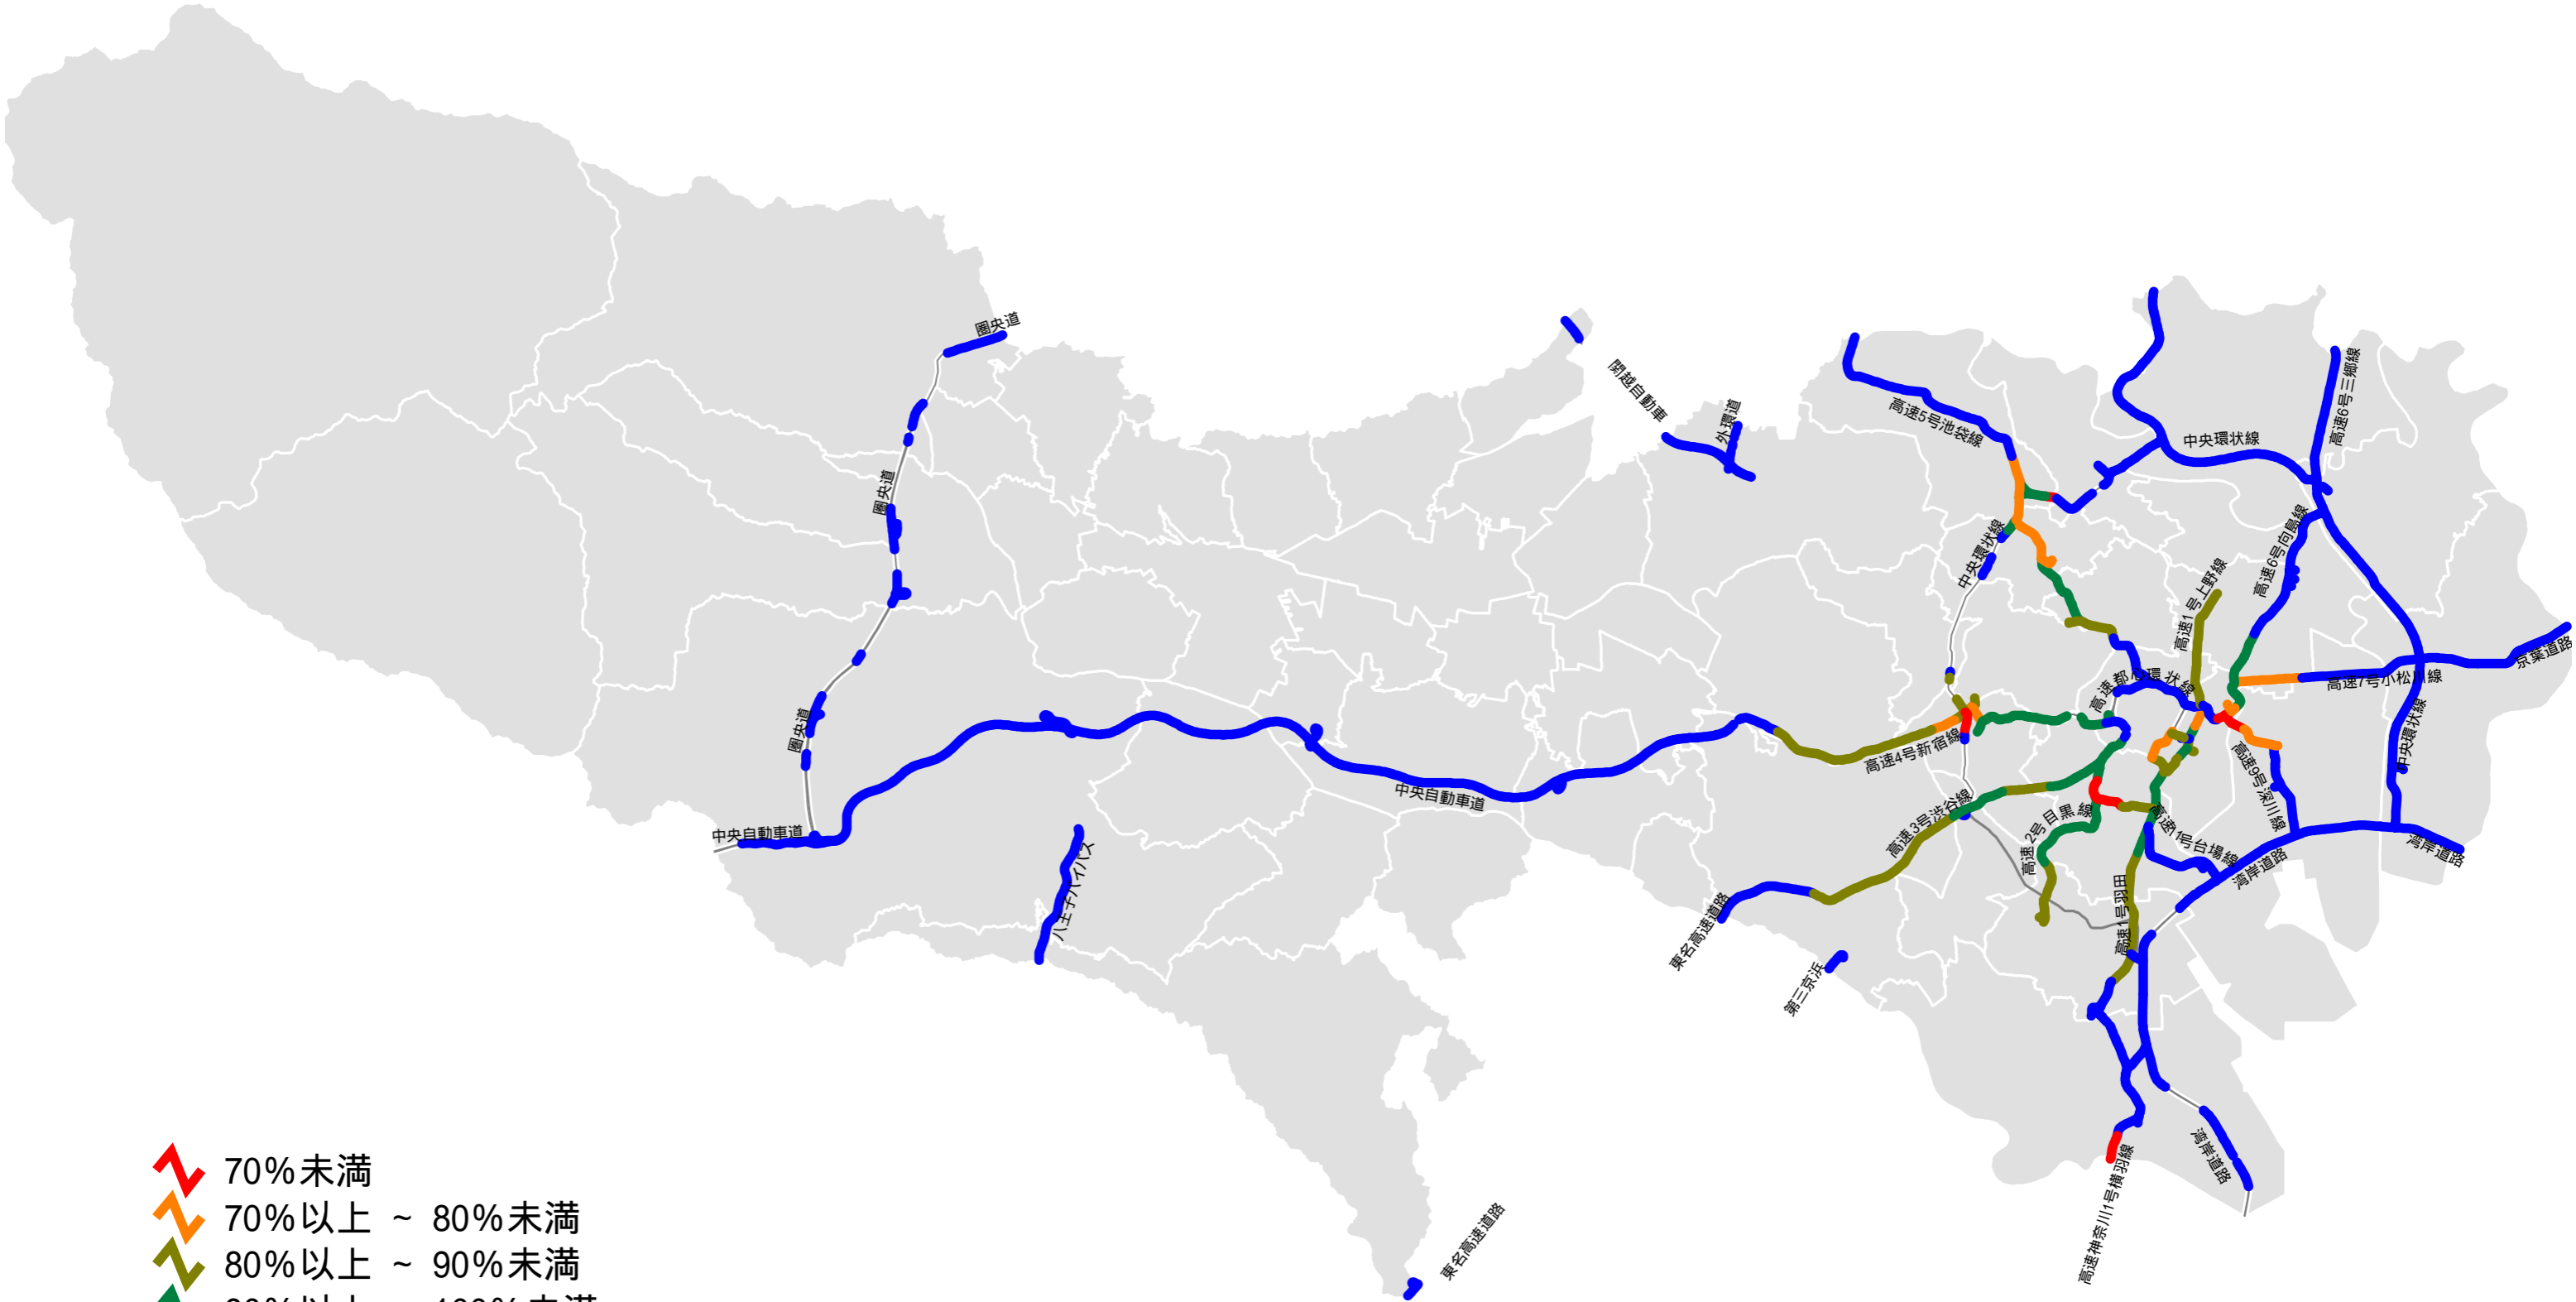 圏央道
関越自動車
外環道
高速5号池袋線
高速6号三郷線
中央環状線
圏央道
中央環状線
高速6号向島線
高速1号上野線
京葉道路
高速都心環状線
高速7号小松川線
圏央道
高速4号新宿線
中央環状線
高速9号深川線
中央自動車道
中央自動車道
高速3号渋谷線
高速2号目黒線
高速11号台場線
湾岸道路
湾岸道路
八王子バイパス
東名高速道路
高速1号羽田
第三京浜
湾岸道路
高速神奈川1号横羽線
東名高速道路
70%未満
70%以上 ~ 80%未満
80%以上 ~ 90%未満